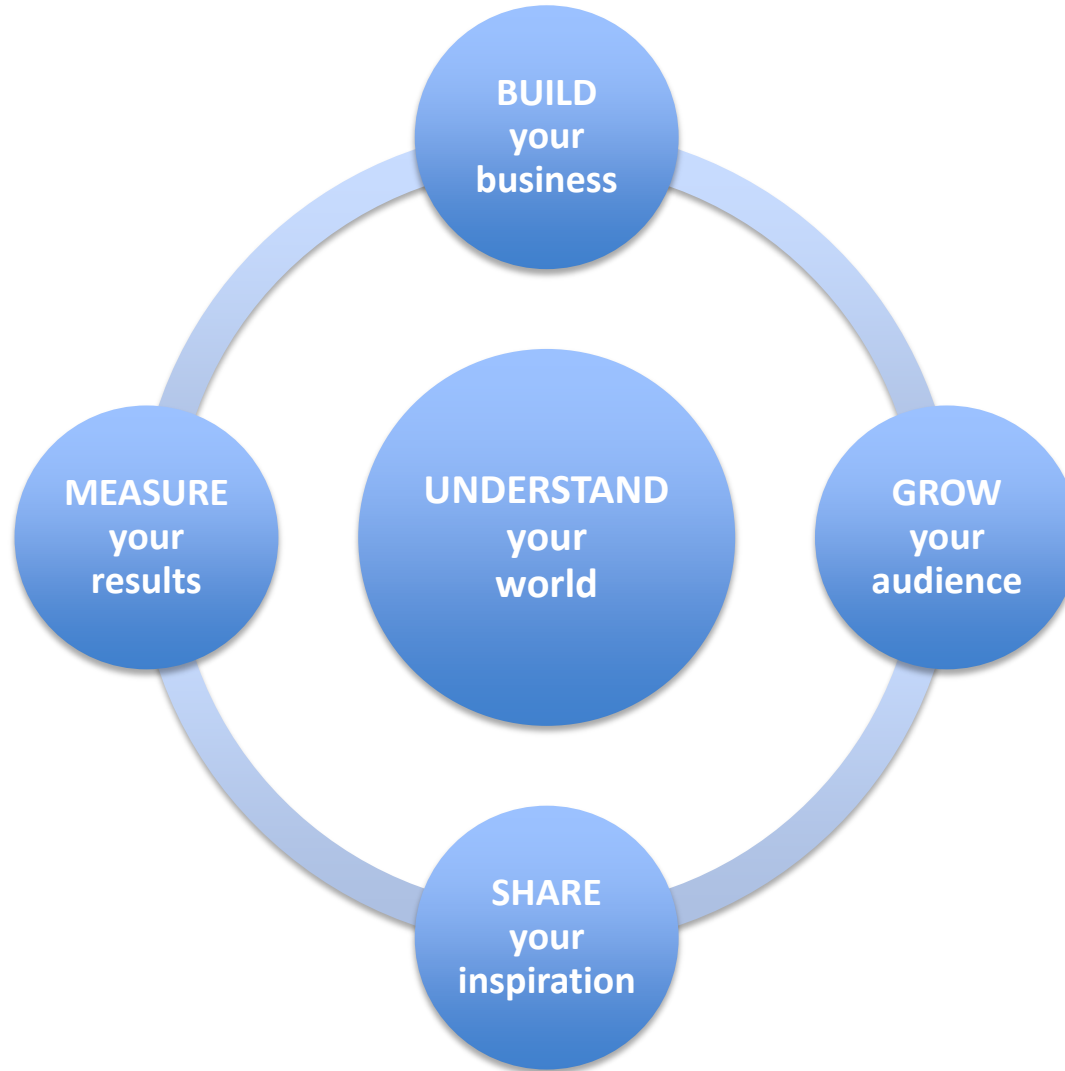 BUILD
your
business
MEASURE
your
results
UNDERSTAND
your
world
GROW
your
audience
SHARE
your
inspiration